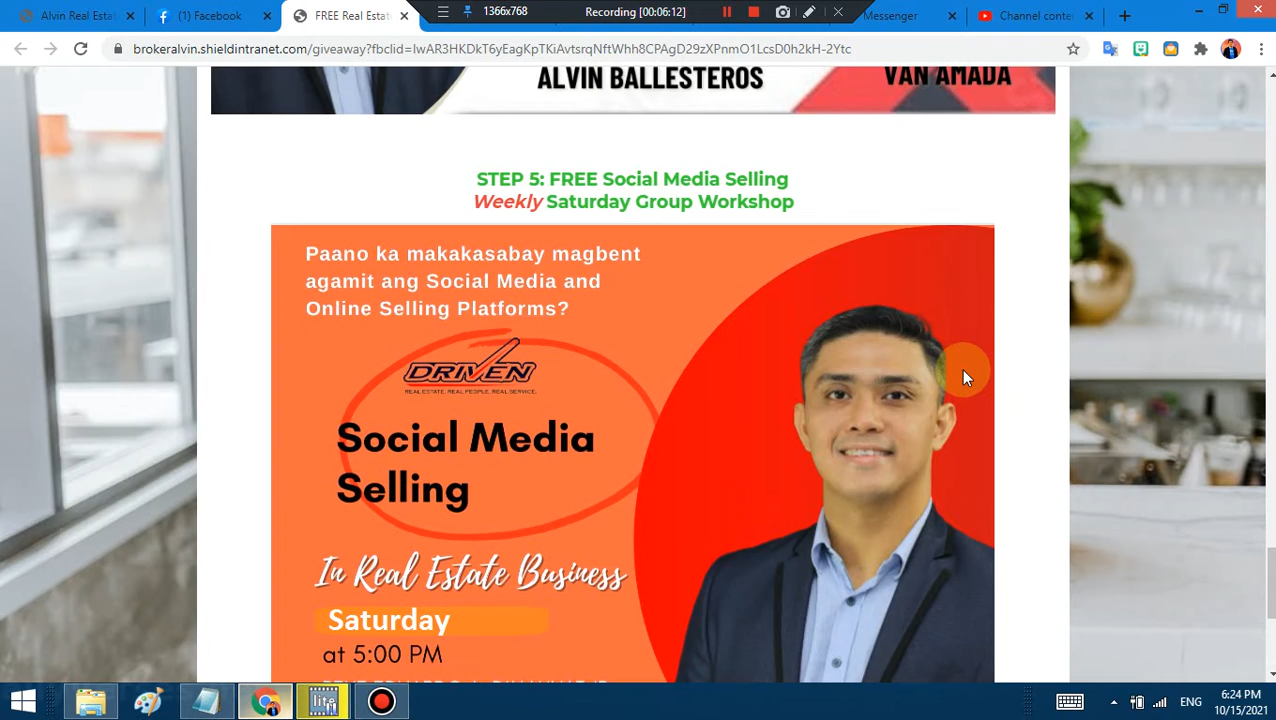 Alvin Real Estat
(1) Facebook
FREE Real Estat
1366x768
Recording [00:06:12]
Messenger
Channel conte
brokeralvin.shieldintranet.com/giveaway?fbclid=IwAR3HKDkT6yEagKpTKiAvtsrqNftWhh8CPAgD29zXPnmO1LcsD0h2kH-2Ytc
ALVIN BALLESTEROS
VAN AMADA
STEP 5: FREE Social Media Selling
Weekly Saturday Group Workshop
Paano ka makakasabay magbent
agamit ang Social Media and
Online Selling Platforms?
DRIVEN
REAL ESTATE. REAL PEOPLE. REAL SERVICE.
Social Media
Selling
In Real Estate Business
Saturday
at 5:00 PM
lite
ENG
6:24 PM
10/15/2021